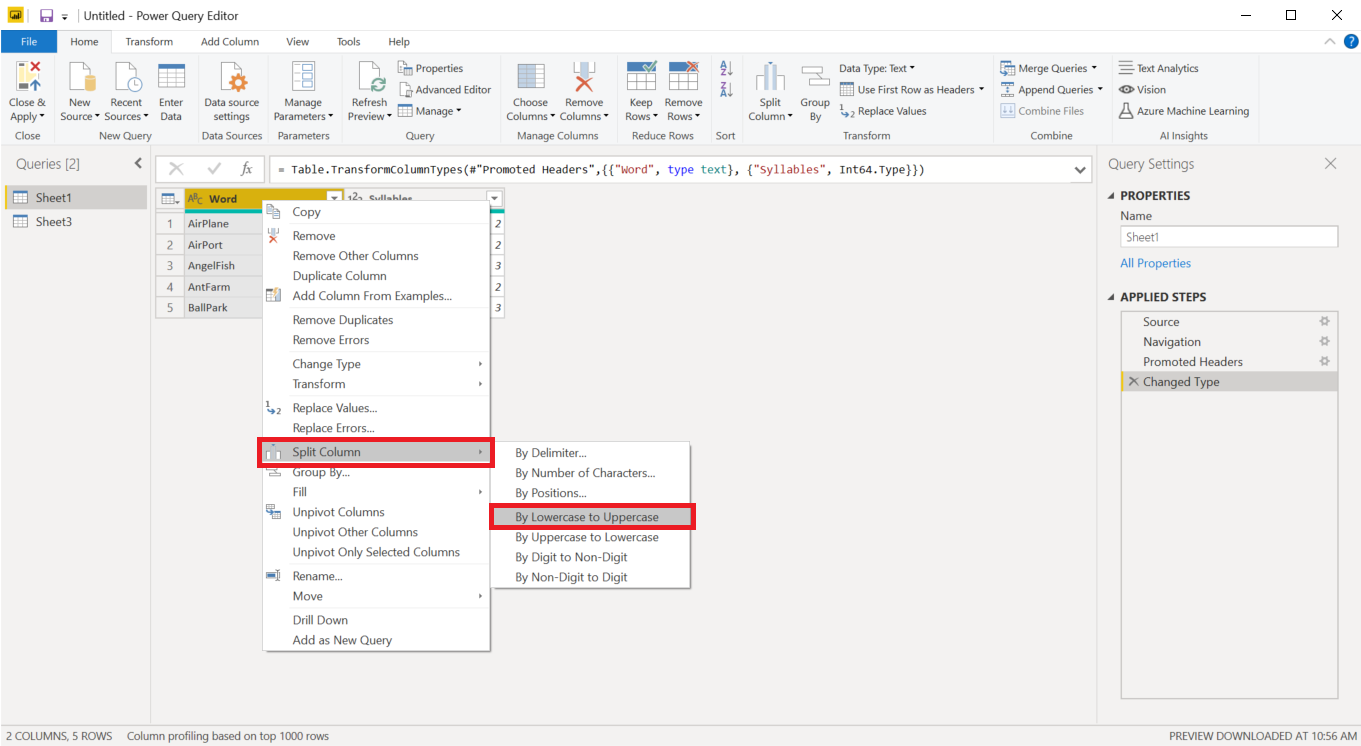 Untitled - Power Query Editor
File Home Transform Add Column View Tools Help
Close & Apply
Close
New Source
Recent Sources
Enter Data
New Query
Data source settings
Data Sources
Manage Parameters
Parameters
Refresh Preview
Properties
Advanced Editor
Manage
Query
Choose Columns
Remove Columns
Manage Columns
Keep Rows
Remove Rows
Reduce Rows
Sort
Split Column
Group By
Data Type: Text
Use First Row as Headers
Replace Values
Transform
Merge Queries
Append Queries
Combine Files
Combine
Text Analytics
Vision
Azure Machine Learning
AI Insights
Queries [2]
Sheet1
Sheet3
fx
= Table.TransformColumnTypes(#"Promoted Headers",{{"Word", type text}, {"Syllables", Int64.Type}})
ABC Word 123 Syllables
1 AirPlane 2
2 AirPort 2
3 AngelFish 3
4 AntFarm 2
5 BallPark 3
Copy
Remove
Remove Other Columns
Duplicate Column
Add Column From Examples...
Remove Duplicates
Remove Errors
Change Type
Transform
Replace Values...
Replace Errors...
Split Column
Group By...
Fill
Unpivot Columns
Unpivot Other Columns
Unpivot Only Selected Columns
Rename...
Move
Drill Down
Add as New Query
By Delimiter...
By Number of Characters...
By Positions...
By Lowercase to Uppercase
By Uppercase to Lowercase
By Digit to Non-Digit
By Non-Digit to Digit
Query Settings
PROPERTIES
Name
Sheet1
All Properties
APPLIED STEPS
Source
Navigation
Promoted Headers
Changed Type
2 COLUMNS, 5 ROWS Column profiling based on top 1000 rows
PREVIEW DOWNLOADED AT 10:56 AM